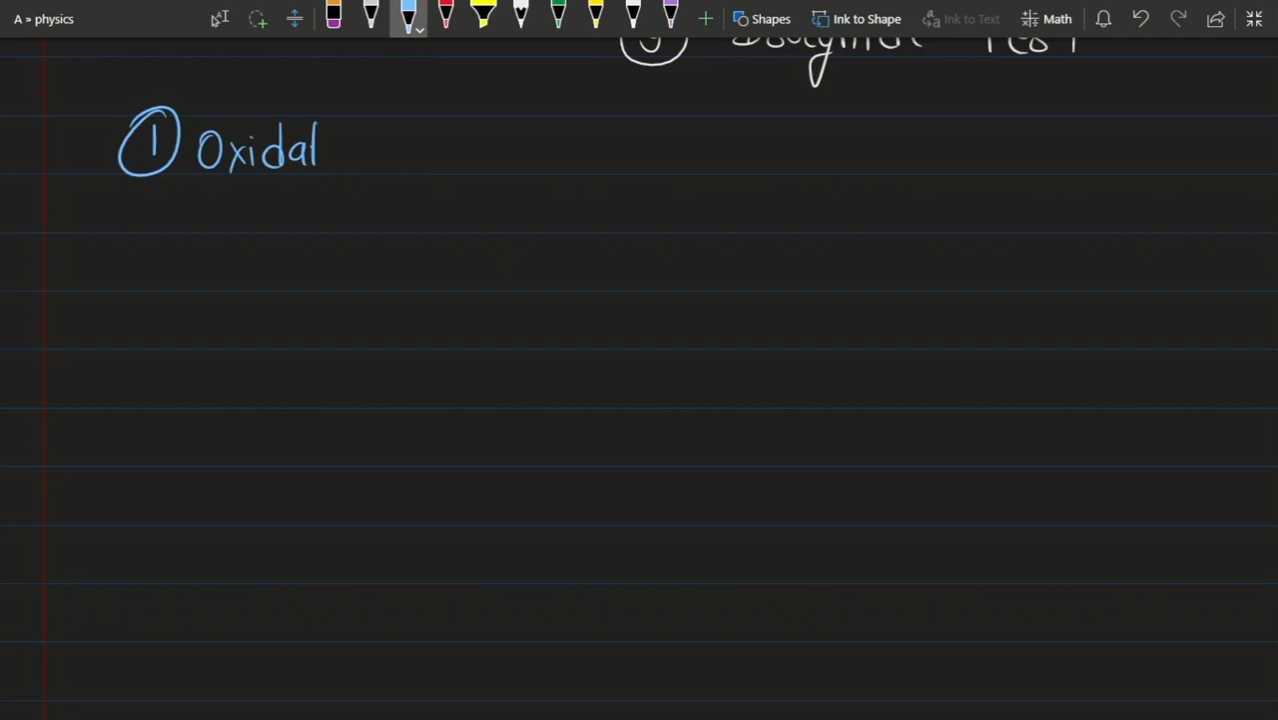 A » physics
Shapes
Ink to Shape
Ink to Text
Math
① Oxidal